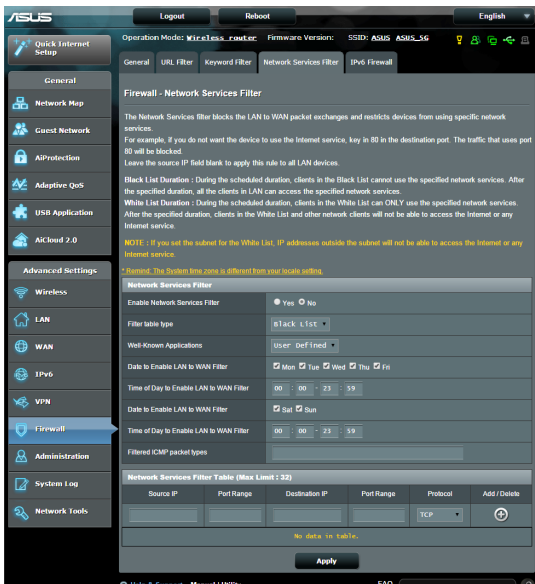 ASUS
Logout
Reboot
English
Quick Internet
Setup
Operation Mode: Wireless router Firmware Version: SSID: ASUS ASUS_5G
General
URL Filter
Keyword Filter
Network Services Filter
IPv6 Firewall
General
Network Map
Guest Network
AiProtection
Adaptive QoS
USB Application
AiCloud 2.0
Advanced Settings
Wireless
LAN
WAN
IPv6
VPN
Firewall
Administration
System Log
Network Tools
Firewall - Network Services Filter
The Network Services filter blocks the LAN to WAN packet exchanges and restricts devices from using specific network
services.
For example, if you do not want the device to use the Internet service, key in 80 in the destination port. The traffic that uses port
80 will be blocked.
Leave the source IP field blank to apply this rule to all LAN devices.
Black List Duration : During the scheduled duration, clients in the Black List cannot use the specified network services. After
the specified duration, all the clients in LAN can access the specified network services.
White List Duration : During the scheduled duration, clients in the White List can ONLY use the specified network services.
After the specified duration, clients in the White List and other network clients will not be able to access the Internet or any
Internet service.
NOTE : If you set the subnet for the White List, IP addresses outside the subnet will not be able to access the Internet or any
Internet service.
* Remind: The System time zone is different from your locale setting.
Network Services Filter
Enable Network Services Filter Yes No
Filter table type Black List
Well-Known Applications User Defined
Date to Enable LAN to WAN Filter Mon Tue Wed Thu Fri
Time of Day to Enable LAN to WAN Filter 00 : 00 - 23 : 59
Date to Enable LAN to WAN Filter Sat Sun
Time of Day to Enable LAN to WAN Filter 00 : 00 - 23 : 59
Filtered ICMP packet types
Network Services Filter Table (Max Limit : 32)
Source IP Port Range Destination IP Port Range Protocol Add / Delete
TCP
No data in table.
Apply
Help & Support Manual | Utility FAQ